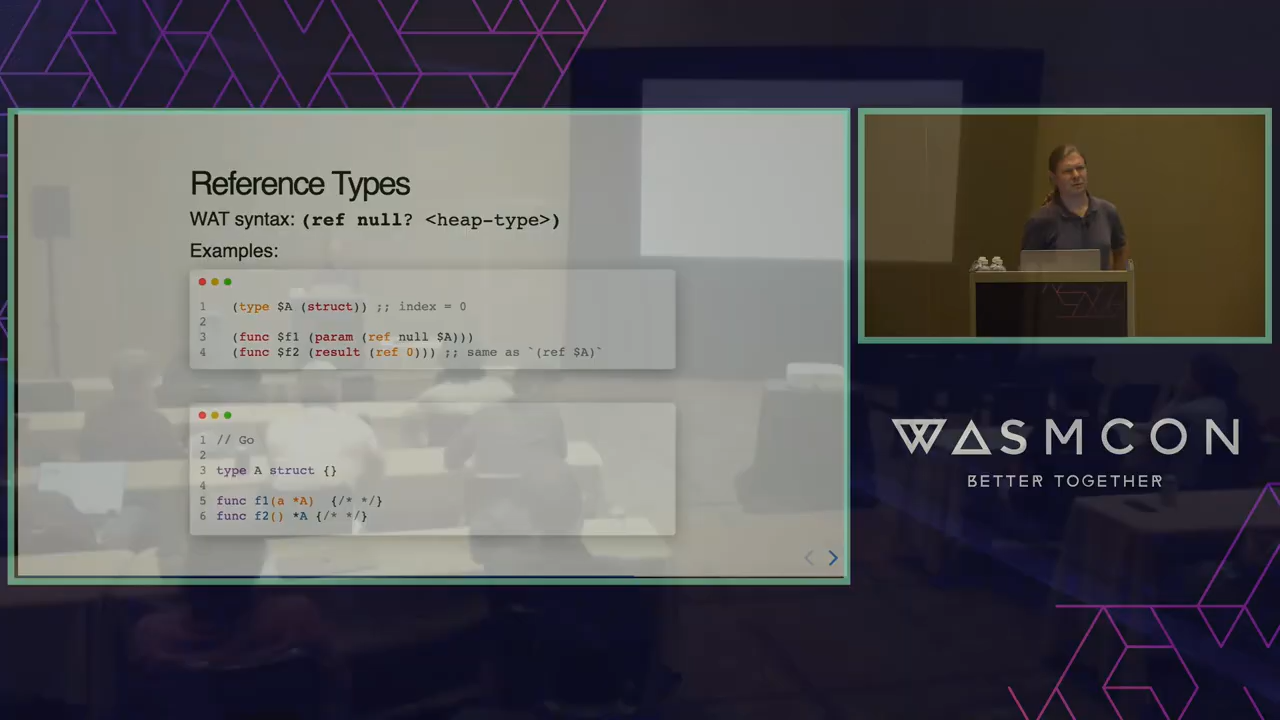 Reference Types
WAT syntax: (ref null? <heap-type>)
Examples:
1 (type $A (struct)) ;; index = 0
2
3 (func $f1 (param (ref null $A)))
4 (func $f2 (result (ref 0))) ;; same as `(ref $A)`
1 // Go
2
3 type A struct {}
4
5 func f1(a *A) {/* */}
6 func f2() *A {/* */}
WASMCON
BETTER TOGETHER